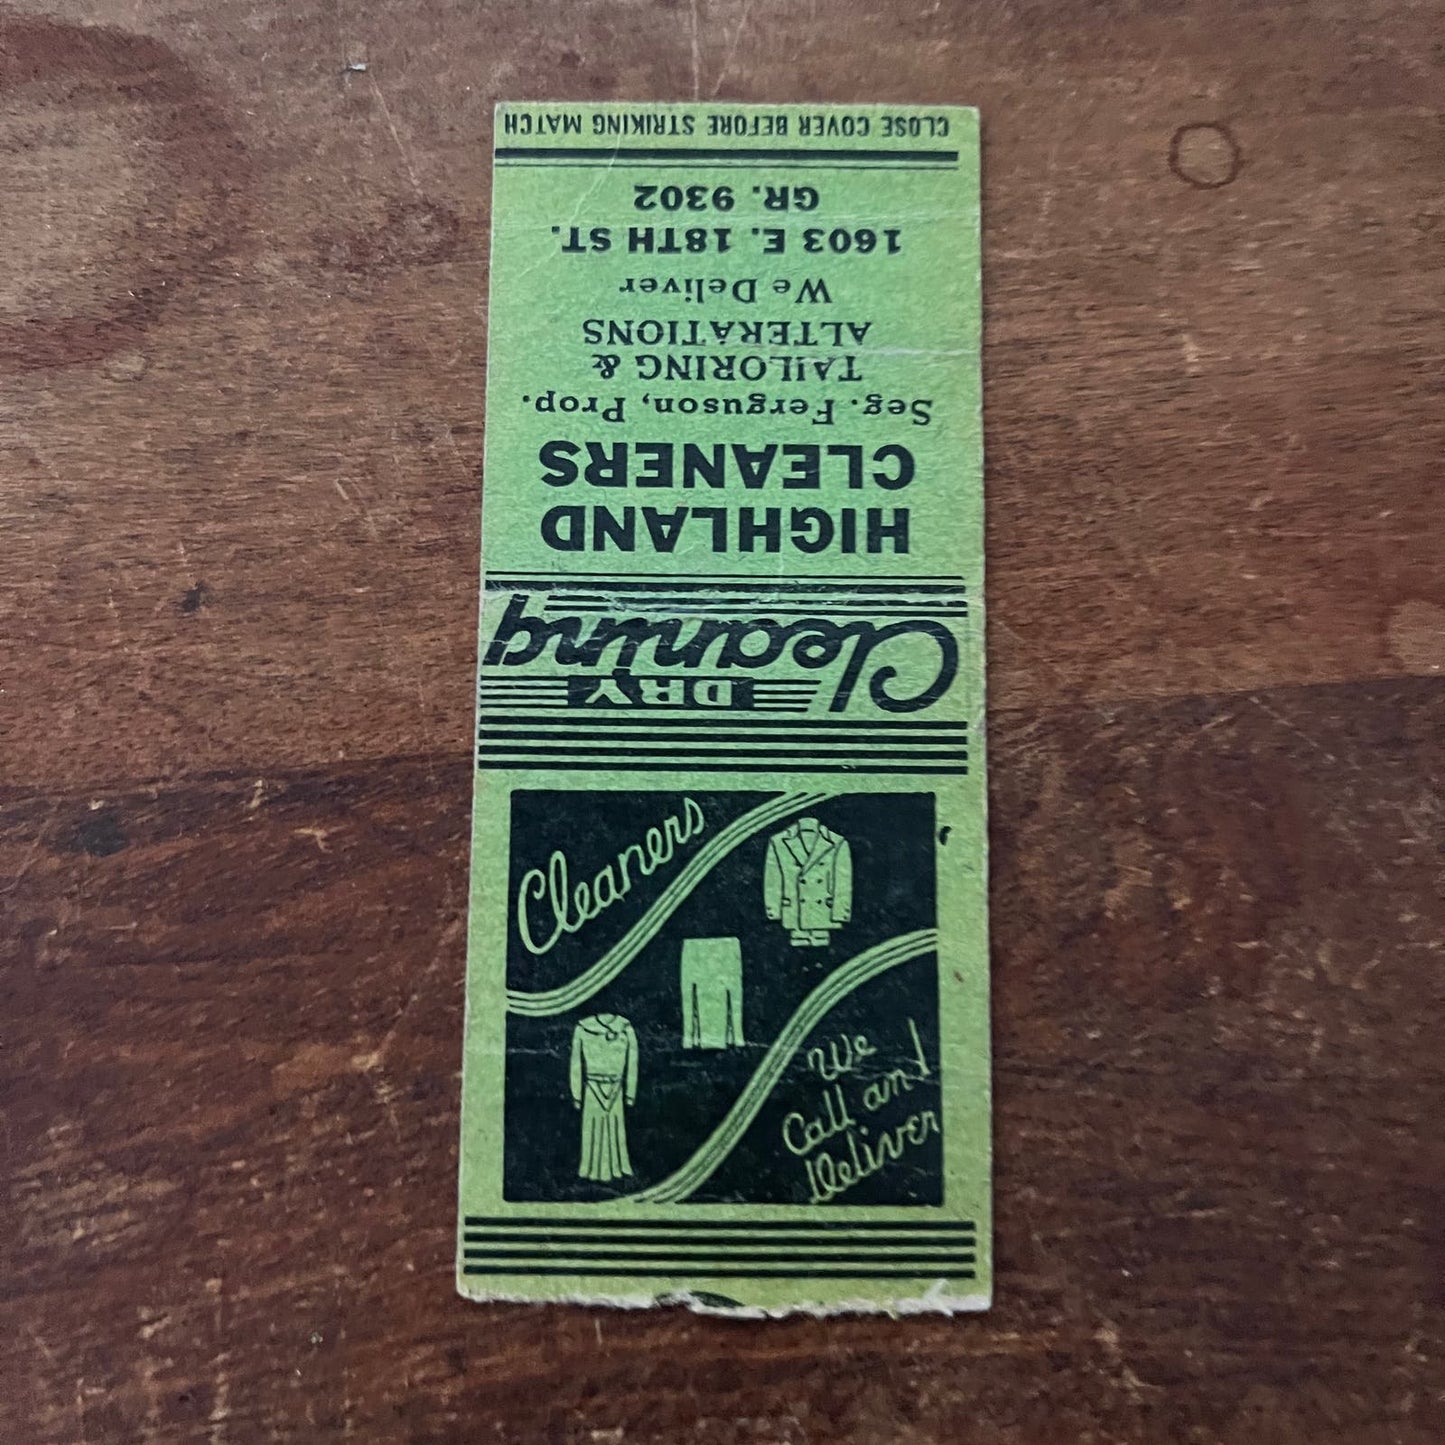 CLOSE COVER BEFORE STRIKING MATCH
HIGHLAND
CLEANERS
Seg. Ferguson, Prop.
TAILORING &
ALTERATIONS
We Deliver
1603 E. 18TH ST.
GR. 9302
DRY
Cleaning
Cleaners
We
Call and
Deliver